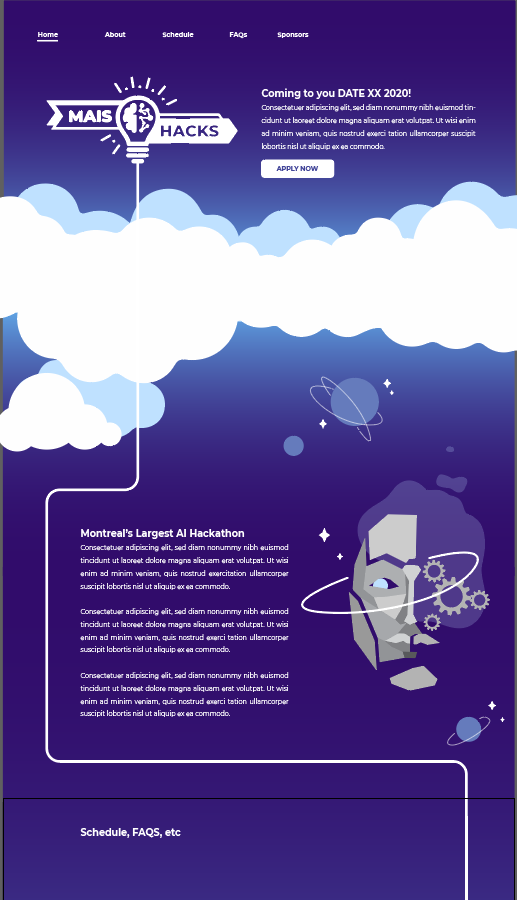 Home About Schedule FAQs Sponsors
MAIS
HACKS
Coming to you DATE XX 2020!
Consectetuer adipiscing elit, sed diam nonummy nibh euismod tin-
cidunt ut laoreet dolore magna aliquam erat volutpat. Ut wisi enim
ad minim veniam, quis nostrud exerci tation ullamcorper suscipit
lobortis nisl ut aliquip ex ea commodo.
APPLY NOW
Montreal's Largest AI Hackathon
Consectetuer adipiscing elit, sed diam nonummy nibh euismod
tincidunt ut laoreet dolore magna aliquam erat volutpat. Ut wisi
enim ad minim veniam, quis nostrud exercitation ullamcorper
suscipit lobortis nisl ut aliquip ex ea commodo.
Consectetuer adipiscing elit, sed diam nonummy nibh euismod
tincidunt ut laoreet dolore magna aliquam erat volutpat. Ut wisi
enim ad minim veniam, quis nostrud exerci tation ullamcorper
suscipit lobortis nisl ut aliquip ex ea commodo.
Consectetuer adipiscing elit, sed diam nonummy nibh euismod
tincidunt ut laoreet dolore magna aliquam erat volutpat. Ut wisi
enim ad minim veniam, quis nostrud exerci tation ullamcorper
suscipit lobortis nisl ut aliquip ex ea commodo.
Schedule, FAQS, etc